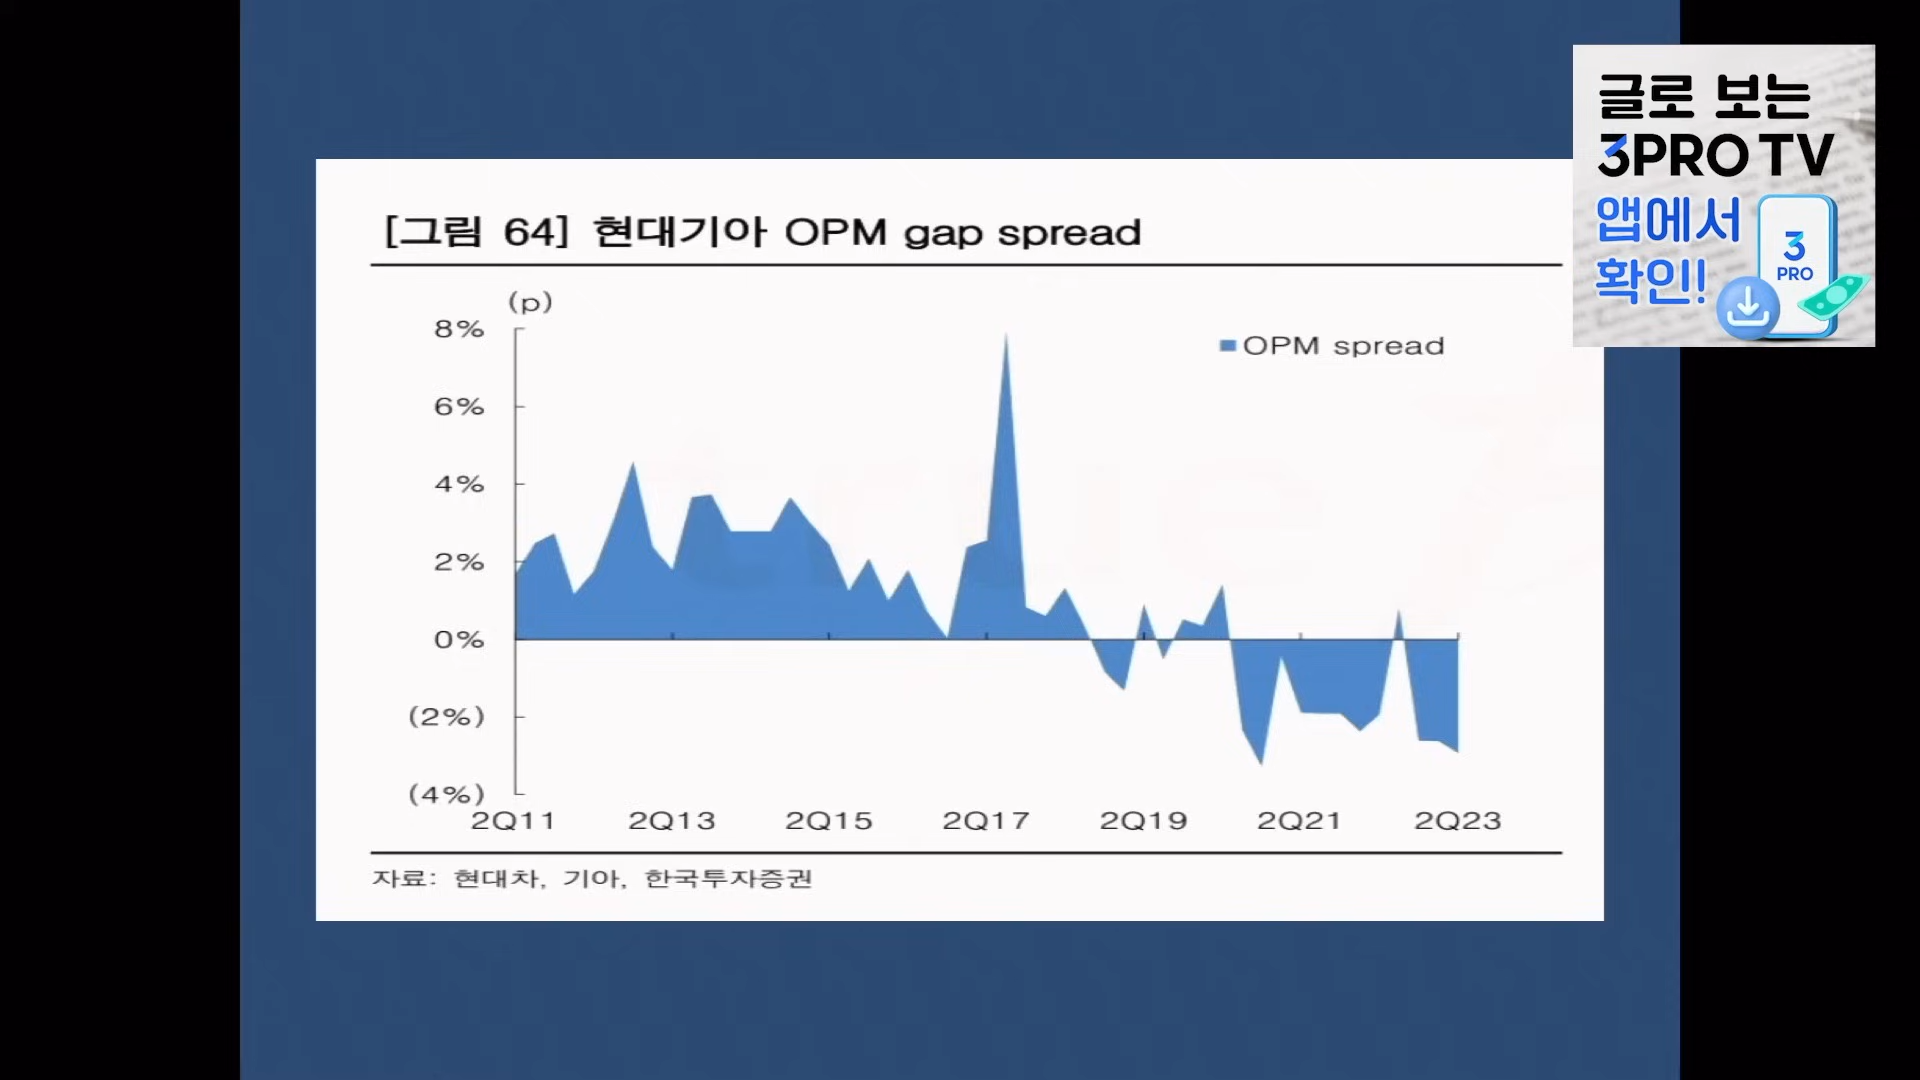 글로 보는
3PRO TV
앱에서
확인!
3
PRO
[그림 64] 현대기아 OPM gap spread
(p)
OPM spread
8%
6%
4%
2%
0%
(2%)
(4%)
2Q11 2Q13 2Q15 2Q17 2Q19 2Q21 2Q23
자료: 현대차, 기아, 한국투자증권